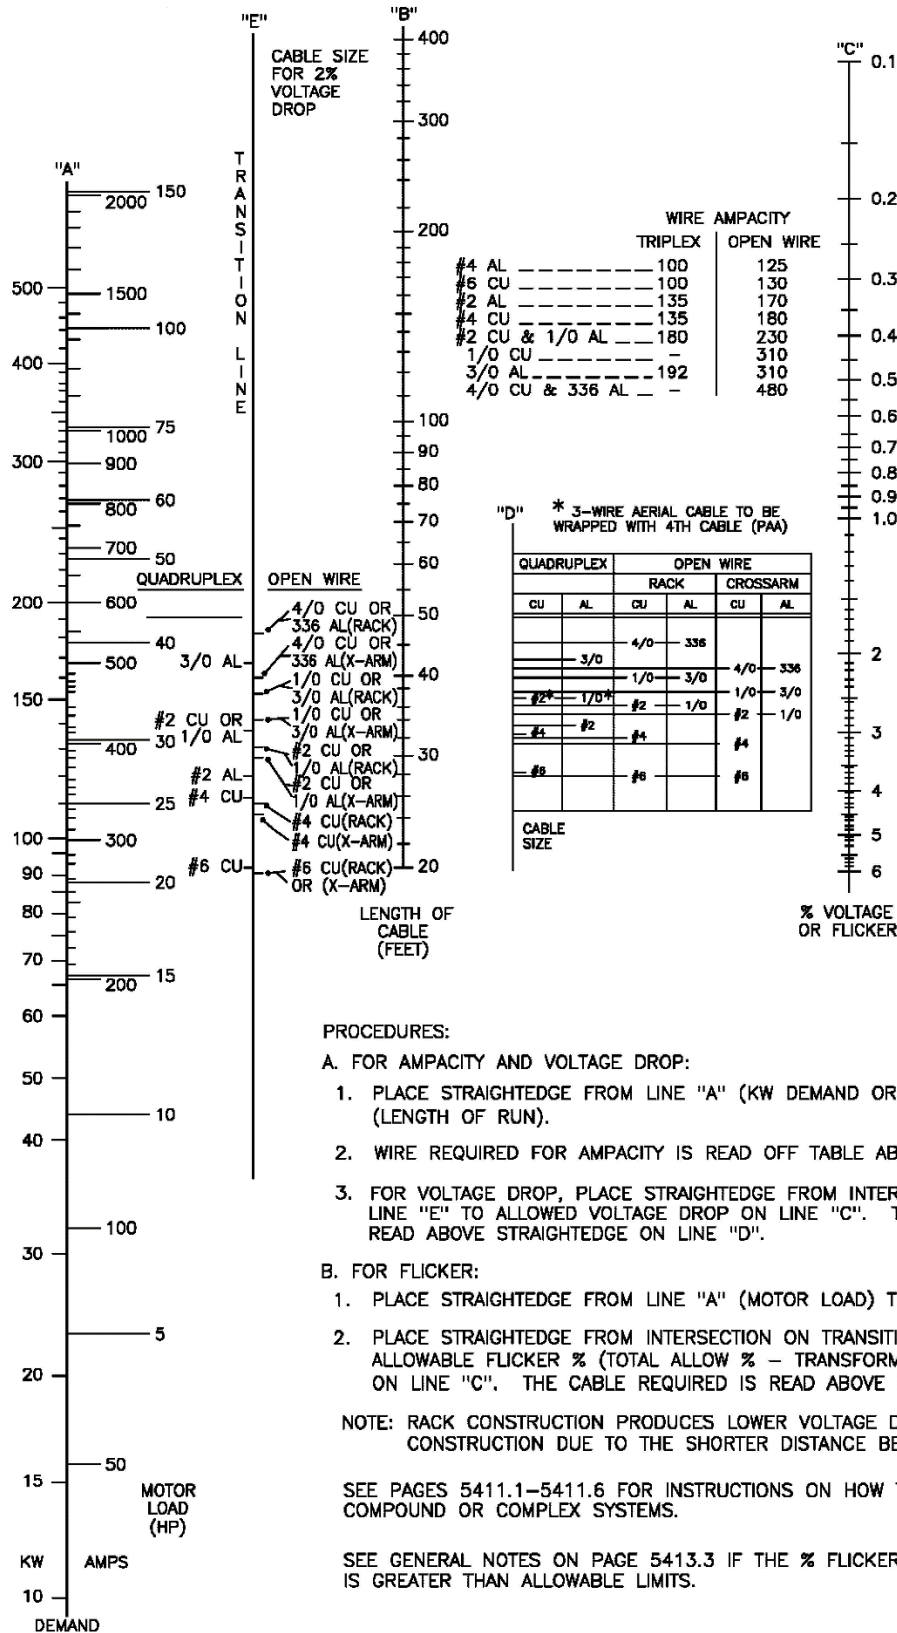 "A"
"E"
"B"
"C"
CABLE SIZE
FOR 2%
VOLTAGE
DROP
TRANSITION LINE
500
400
300
200
150
100
90
80
70
60
50
40
30
20
15
KW
10
2000
1500
1000
900
800
700
600
500
400
300
200
100
50
AMPS
DEMAND
150
100
75
60
50
40
30
25
20
15
10
5
MOTOR
LOAD
(HP)
QUADRUPLEX
3/0 AL
#2 CU OR
1/0 AL
#2 AL
#4 CU
#6 CU
OPEN WIRE
4/0 CU OR
336 AL(RACK)
4/0 CU OR
336 AL(X-ARM)
1/0 CU OR
3/0 AL(RACK)
1/0 CU OR
3/0 AL(X-ARM)
#2 CU OR
1/0 AL(RACK)
#2 CU OR
1/0 AL(X-ARM)
#4 CU(RACK)
#4 CU(X-ARM)
#6 CU(RACK)
OR (X-ARM)
400
300
200
100
90
80
70
60
50
40
30
20
LENGTH OF
CABLE
(FEET)
WIRE AMPACITY
TRIPLEX OPEN WIRE
#4 AL 100 125
#6 CU 100 130
#2 AL 135 170
#4 CU 135 180
#2 CU & 1/0 AL 180 230
1/0 CU - 310
3/0 AL 192 310
4/0 CU & 336 AL - 480
"D"
* 3-WIRE AERIAL CABLE TO BE
WRAPPED WITH 4TH CABLE (PAA)
QUADRUPLEX OPEN WIRE
RACK CROSSARM
CU AL CU AL CU AL
4/0 336
3/0
4/0 336
1/0 3/0
1/0 3/0
#2* 1/0*
#2 1/0
#2 1/0
#2
#4
#4
#4
#6
#6 #6
CABLE
SIZE
0.1
0.2
0.3
0.4
0.5
0.6
0.7
0.8
0.9
1.0
2
3
4
5
6
% VOLTAGE
OR FLICKER
PROCEDURES:
A. FOR AMPACITY AND VOLTAGE DROP:
1. PLACE STRAIGHTEDGE FROM LINE "A" (KW DEMAND OR
(LENGTH OF RUN).
2. WIRE REQUIRED FOR AMPACITY IS READ OFF TABLE AB
3. FOR VOLTAGE DROP, PLACE STRAIGHTEDGE FROM INTER
LINE "E" TO ALLOWED VOLTAGE DROP ON LINE "C". T
READ ABOVE STRAIGHTEDGE ON LINE "D".
B. FOR FLICKER:
1. PLACE STRAIGHTEDGE FROM LINE "A" (MOTOR LOAD) T
2. PLACE STRAIGHTEDGE FROM INTERSECTION ON TRANSITI
ALLOWABLE FLICKER % (TOTAL ALLOW % – TRANSFORM
ON LINE "C". THE CABLE REQUIRED IS READ ABOVE
NOTE: RACK CONSTRUCTION PRODUCES LOWER VOLTAGE D
CONSTRUCTION DUE TO THE SHORTER DISTANCE BE
SEE PAGES 5411.1–5411.6 FOR INSTRUCTIONS ON HOW T
COMPOUND OR COMPLEX SYSTEMS.
SEE GENERAL NOTES ON PAGE 5413.3 IF THE % FLICKER
IS GREATER THAN ALLOWABLE LIMITS.